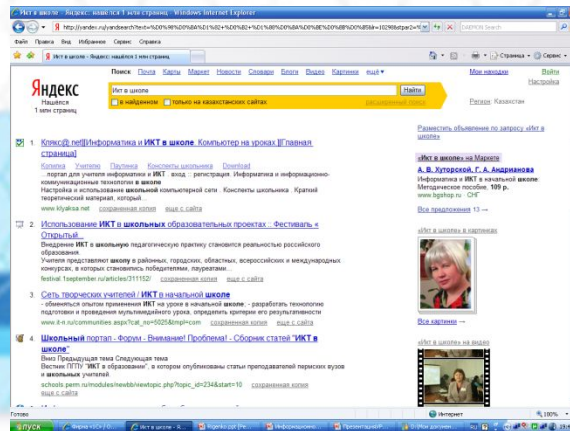 Икт в школе - Яндекс: нашёлся 1 млн страниц - Windows Internet Explorer
Файл Правка Вид Избранное Сервис Справка
Икт в школе - Яндекс: нашёлся 1 млн страниц
Страница Сервис
Поиск Почта Карты Маркет Новости Словари Блоги Видео Картинки ещё
Мои находки Войти
Настройка
Яндекс
Нашёлся
1 млн страниц
Икт в школе
Найти
в найденном только на казахстанских сайтах
расширенный поиск
Регион: Казахстан
1. Клякс@.net||Информатика и ИКТ в школе. Компьютер на уроках.||Главная
страница]
Копилка Учителю Паутинка Конспекты школьника Download
...портал для учителя информатики и ИКТ. вход :: регистрация. Информатика и информационно-
коммуникационные технологии в школе
Настройка и использование школьной компьютерной сети . Конспекты школьника . Краткий
теоретический материал, который...
www.klyaksa.net сохраненная копия еще с сайта
2. Использование ИКТ в школьных образовательных проектах :: Фестиваль «
Открытый...
Внедрение ИКТ в школьную педагогическую практику становится реальностью российского
образования.
Учителя представляют школу в районных, городских, областных, всероссийских и международных
конкурсах, в которых становились победителями, лауреатами...
festival.1september.ru/articles/311152/ сохраненная копия еще с сайта
3. Сеть творческих учителей / ИКТ в начальной школе
- обменяться опытом применения ИКТ на уроке в начальной школе; - разработать технологию
подготовки и проведения мультимедийного урока, определить критерии его результативности
www.it-n.ru/communities.aspx?cat_no=5025&tmpl=com сохраненная копия еще с сайта
4. Школьный портал - Форум - Внимание! Проблема! - Сборник статей "ИКТ в
школе"
Вниз Предыдущая тема Следующая тема
Вестник ПГПУ "ИКТ в образовании", в котором опубликованы статьи преподавателей пермских вузов
и школьных учителей.
schools.perm.ru/modules/newbb/newtopic.php?topic_id=234&start=10 сохраненная копия
Разместить объявление по запросу «Икт в
школе»
«Икт в школе» на Маркете
А. В. Хуторской, Г. А. Андрианова
Информатика и ИКТ в начальной школе
Методическое пособие, 109 р.
www.bgshop.ru СНГ
Все предложения 13 →
«Икт в школе» в картинках
Все картинки →
«Икт в школе» на видео
Готово
Интернет
100%
пуск